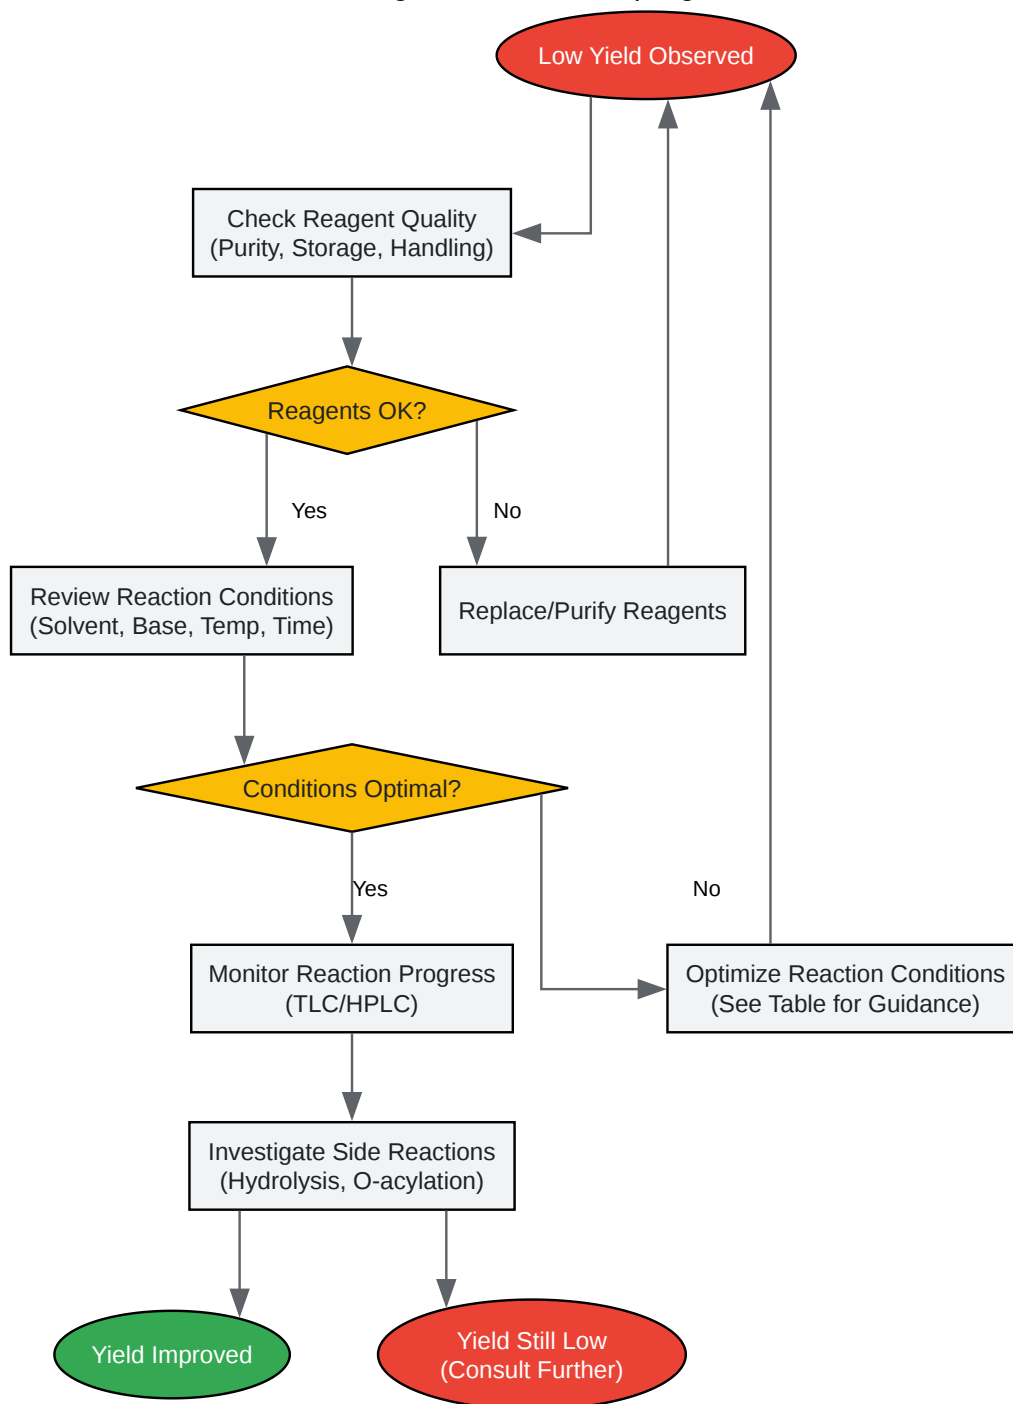 Low Yield Observed
Check Reagent Quality
(Purity, Storage, Handling)
Reagents OK?
Yes
No
Review Reaction Conditions
(Solvent, Base, Temp, Time)
Replace/Purify Reagents
Conditions Optimal?
Yes
No
Monitor Reaction Progress
(TLC/HPLC)
Optimize Reaction Conditions
(See Table for Guidance)
Investigate Side Reactions
(Hydrolysis, O-acylation)
Yield Improved
Yield Still Low
(Consult Further)